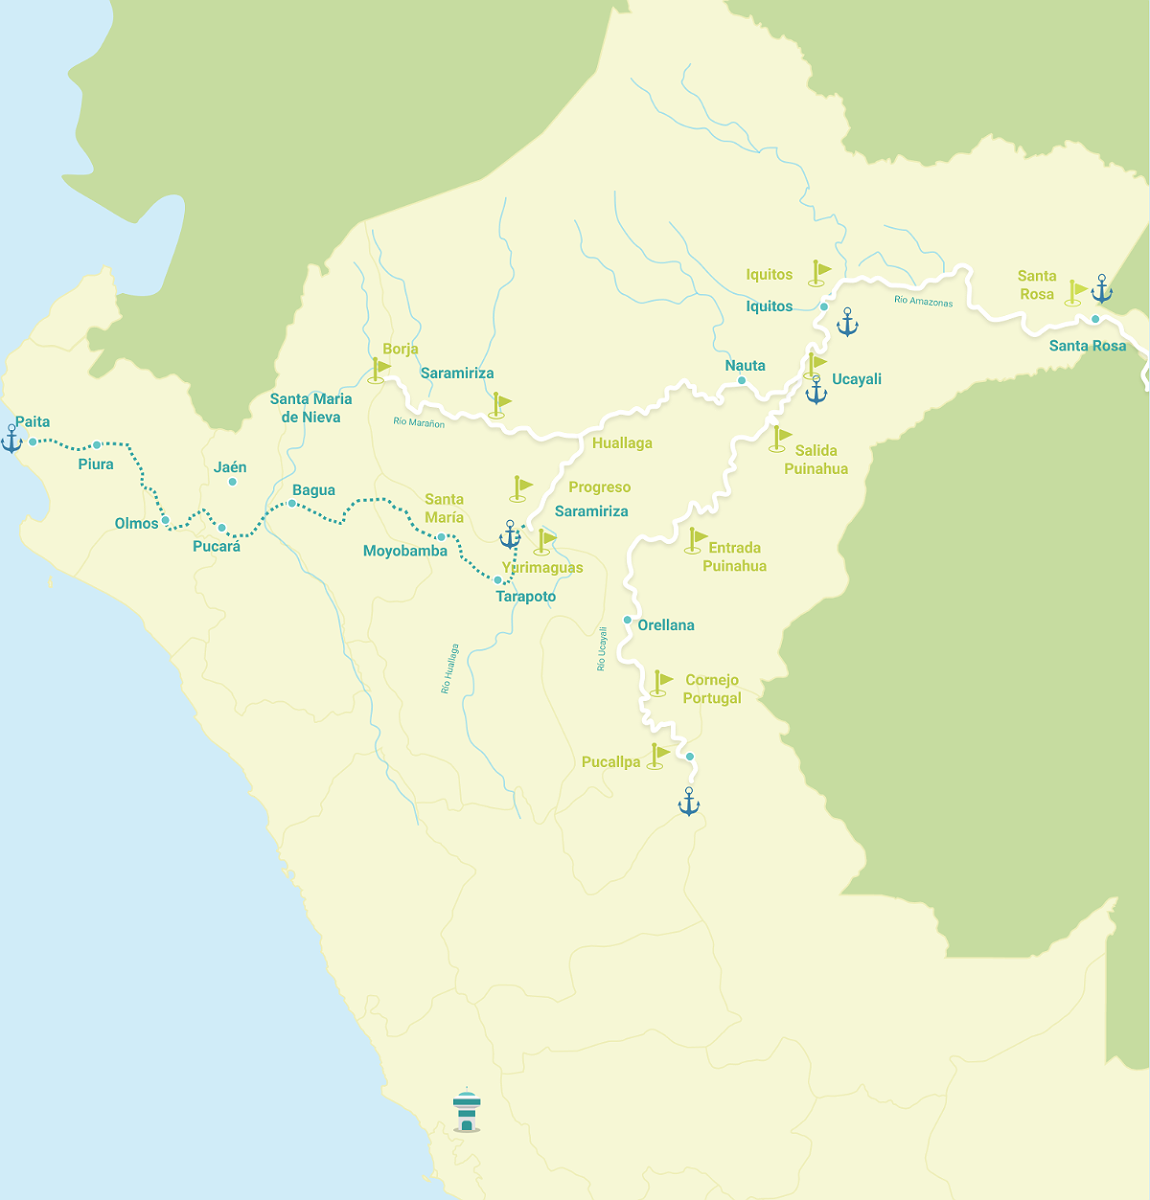 Iquitos
Santa
Rosa
Iquitos
Rio Amazonas
Santa Rosa
Borja
Saramiriza
Nauta
Ucayali
Santa Maria
de Nieva
Rio Marañon
Paita
Huallaga
Salida
Puinahua
Piura
Jaén
Bagua
Santa
María
Progreso
Saramiriza
Olmos
Pucará
Moyobamba
Entrada
Puinahua
Yurimaguas
Tarapoto
Orellana
Río Ucayali
Río Huallaga
Cornejo
Portugal
Pucallpa